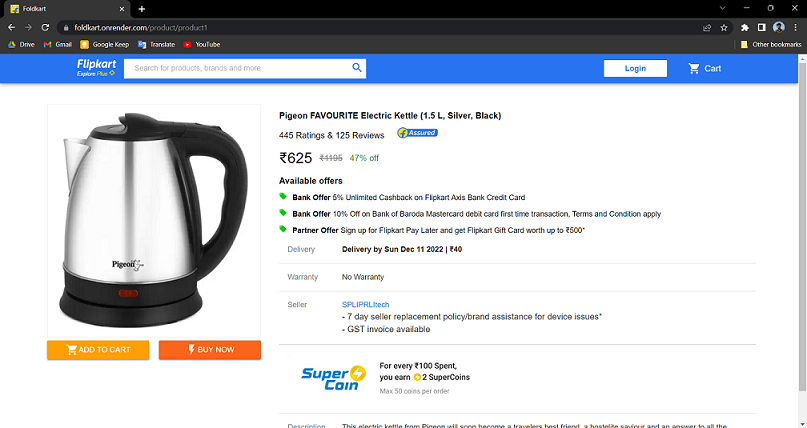 Foldkart
foldkart.onrender.com/product/product1
Drive Gmail Google Keep Translate YouTube Other bookmarks
Flipkart
Explore Plus
Search for products, brands and more
Login
Cart
Pigeon FAVOURITE Electric Kettle (1.5 L, Silver, Black)
445 Ratings & 125 Reviews Assured
₹625 ₹1195 47% off
Available offers
Bank Offer 5% Unlimited Cashback on Flipkart Axis Bank Credit Card
Bank Offer 10% Off on Bank of Baroda Mastercard debit card first time transaction, Terms and Condition apply
Partner Offer Sign up for Flipkart Pay Later and get Flipkart Gift Card worth up to ₹500*
Delivery Delivery by Sun Dec 11 2022 | ₹40
Warranty No Warranty
Seller SPLIPRLItech
- 7 day seller replacement policy/brand assistance for device issues*
- GST invoice available
Pigeon
ADD TO CART BUY NOW
Super Coin
For every ₹100 Spent,
you earn 2 SuperCoins
Max 50 coins per order
Description This electric kettle from Pigeon will soon become a travelers best friend, a hostelite saviour and an answer to all the